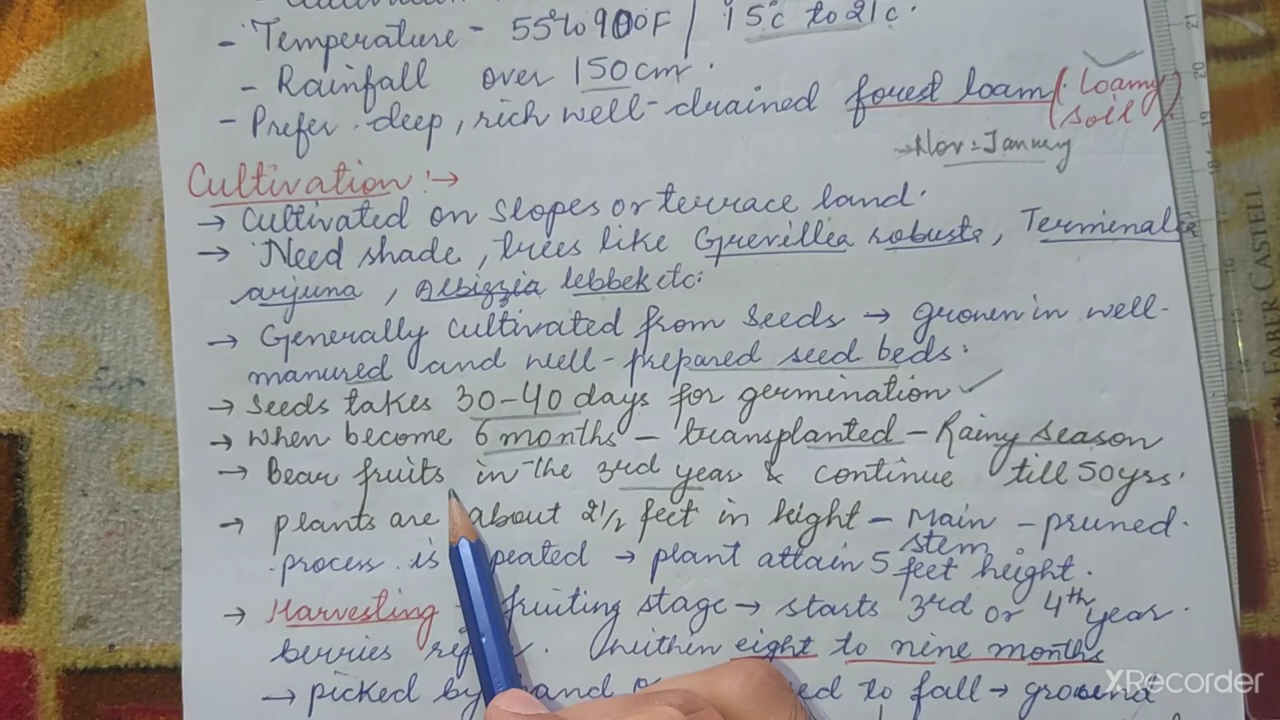 - Temperature - 55° to 90°F / 15°c to 21°c.
- Rainfall over 150cm.
- Prefer deep, rich well-drained forest loam (Loamy soil)
→ Nov - January
Cultivation :→
→ Cultivated on slopes or terrace land.
→ Need shade, trees like Grevillea robusta, Terminalia
arjuna, Albizzia lebbek etc.
→ Generally cultivated from seeds → grown in well-
manured and well-prepared seed beds.
→ Seeds takes 30-40 days for germination ✓
→ when become 6 months - transplanted - Rainy season
→ Bear fruits in the 3rd year & continue till 50yrs.
→ plants are about 2½ feet in hight - Main stem - pruned.
process is → plant attain 5 feet height.
→ Harvesting fruiting stage → starts 3rd or 4th year.
berries within eight to nine months
→ picked by to fall → ground
FABER-CASTELL
XRecorder